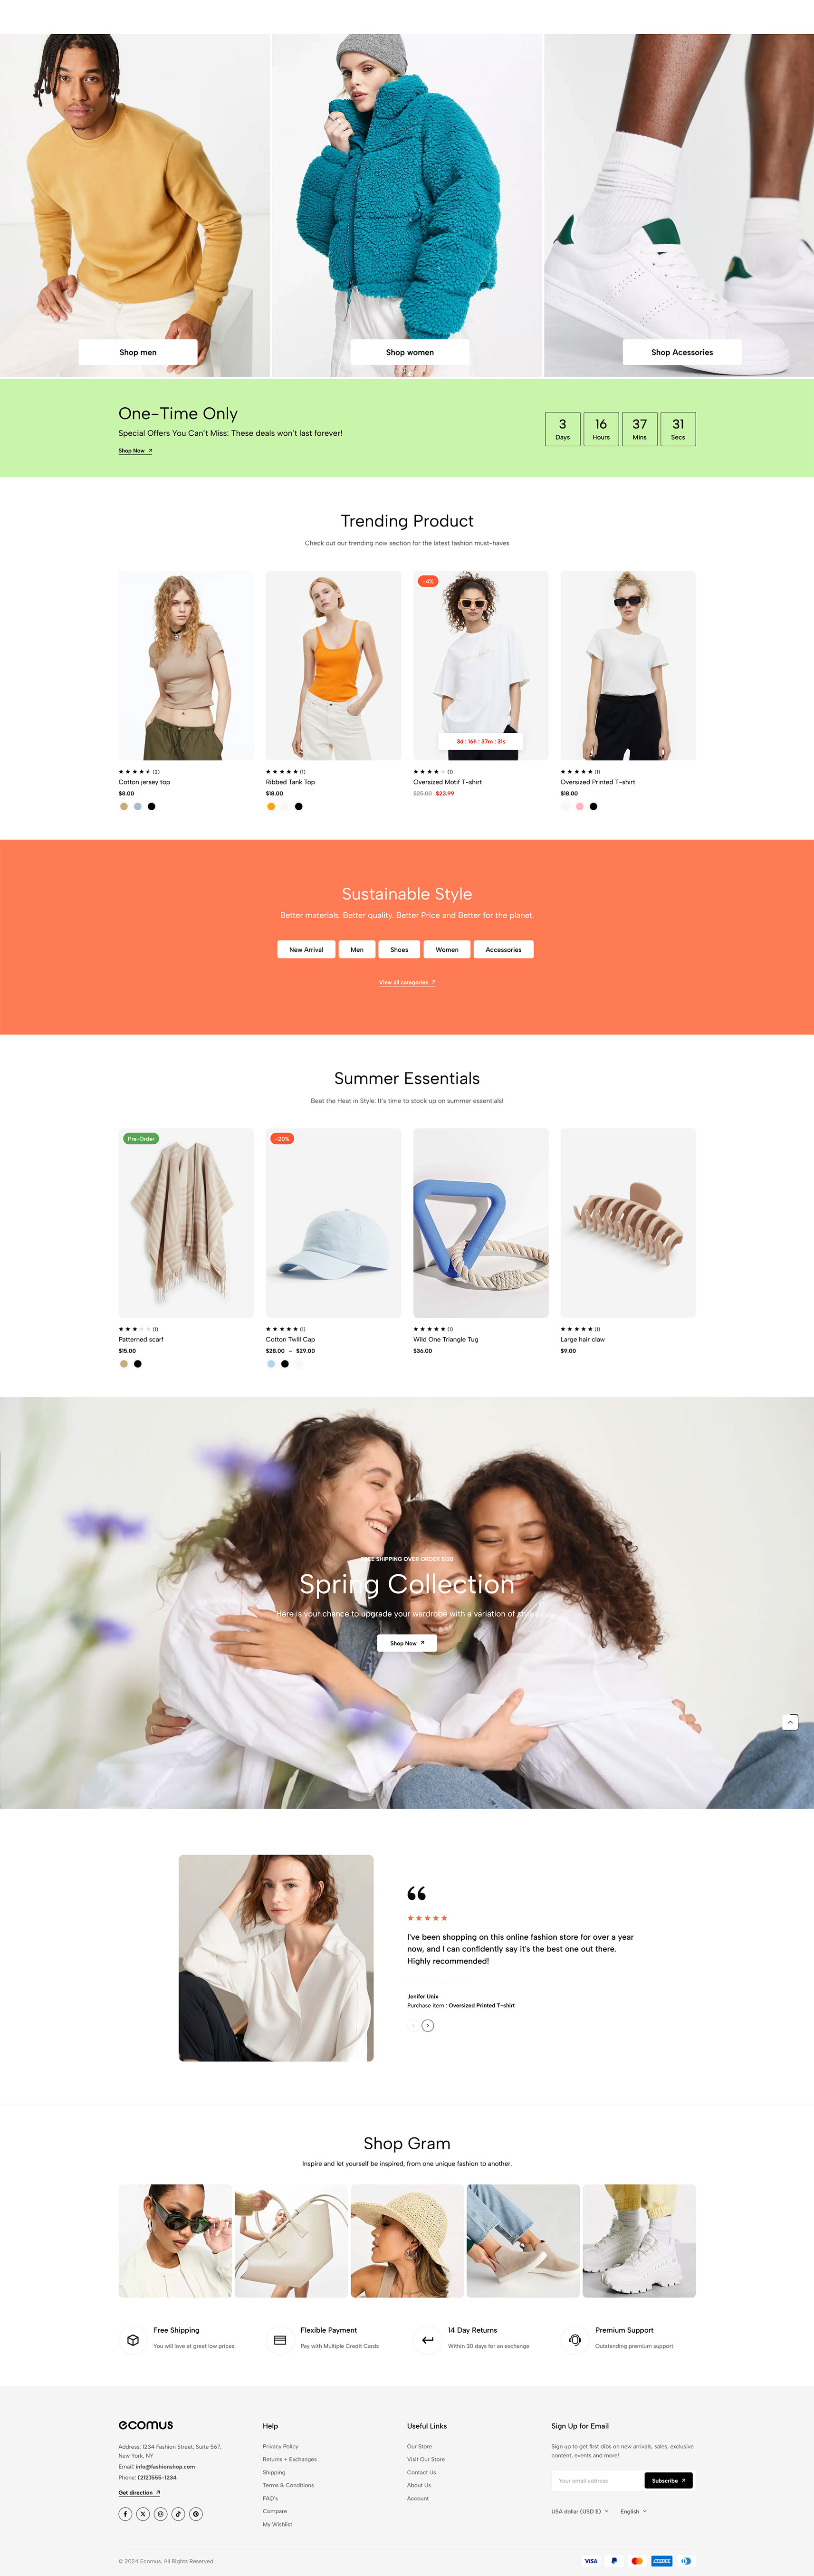 Shop men
Shop women
Shop Acessories
One-Time Only
Special Offers You Can't Miss: These deals won't last forever!
Shop Now
3
Days
16
Hours
37
Mins
31
Secs
Trending Product
Check out our trending now section for the latest fashion must-haves
(2)
Cotton jersey top
$8.00
(1)
Ribbed Tank Top
$18.00
-4%
3d : 16h : 37m : 31s
(1)
Oversized Motif T-shirt
$25.00 $23.99
(1)
Oversized Printed T-shirt
$18.00
Sustainable Style
Better materials. Better quality. Better Price and Better for the planet.
New Arrival
Men
Shoes
Women
Accessories
View all categories
Summer Essentials
Beat the Heat in Style: It's time to stock up on summer essentials!
Pre-Order
(1)
Patterned scarf
$15.00
-20%
(1)
Cotton Twill Cap
$28.00 – $29.00
(1)
Wild One Triangle Tug
$36.00
(1)
Large hair claw
$9.00
FREE SHIPPING OVER ORDER $120
Spring Collection
Here is your chance to upgrade your wardrobe with a variation of styles
Shop Now
I've been shopping on this online fashion store for over a year
now, and I can confidently say it's the best one out there.
Highly recommended!
Jenifer Unix
Purchase item : Oversized Printed T-shirt
Shop Gram
Inspire and let yourself be inspired, from one unique fashion to another.
Free Shipping
You will love at great low prices
Flexible Payment
Pay with Multiple Credit Cards
14 Day Returns
Within 30 days for an exchange
Premium Support
Outstanding premium support
ecomus
Address: 1234 Fashion Street, Suite 567,
New York, NY
Email: info@fashionshop.com
Phone: (212)555-1234
Get direction
Help
Privacy Policy
Returns + Exchanges
Shipping
Terms & Conditions
FAQ's
Compare
My Wishlist
Useful Links
Our Store
Visit Our Store
Contact Us
About Us
Account
Sign Up for Email
Sign up to get first dibs on new arrivals, sales, exclusive
content, events and more!
Your email address
Subscribe
USA dollar (USD $)
English
© 2024 Ecomus. All Rights Reserved
VISA
AMEX